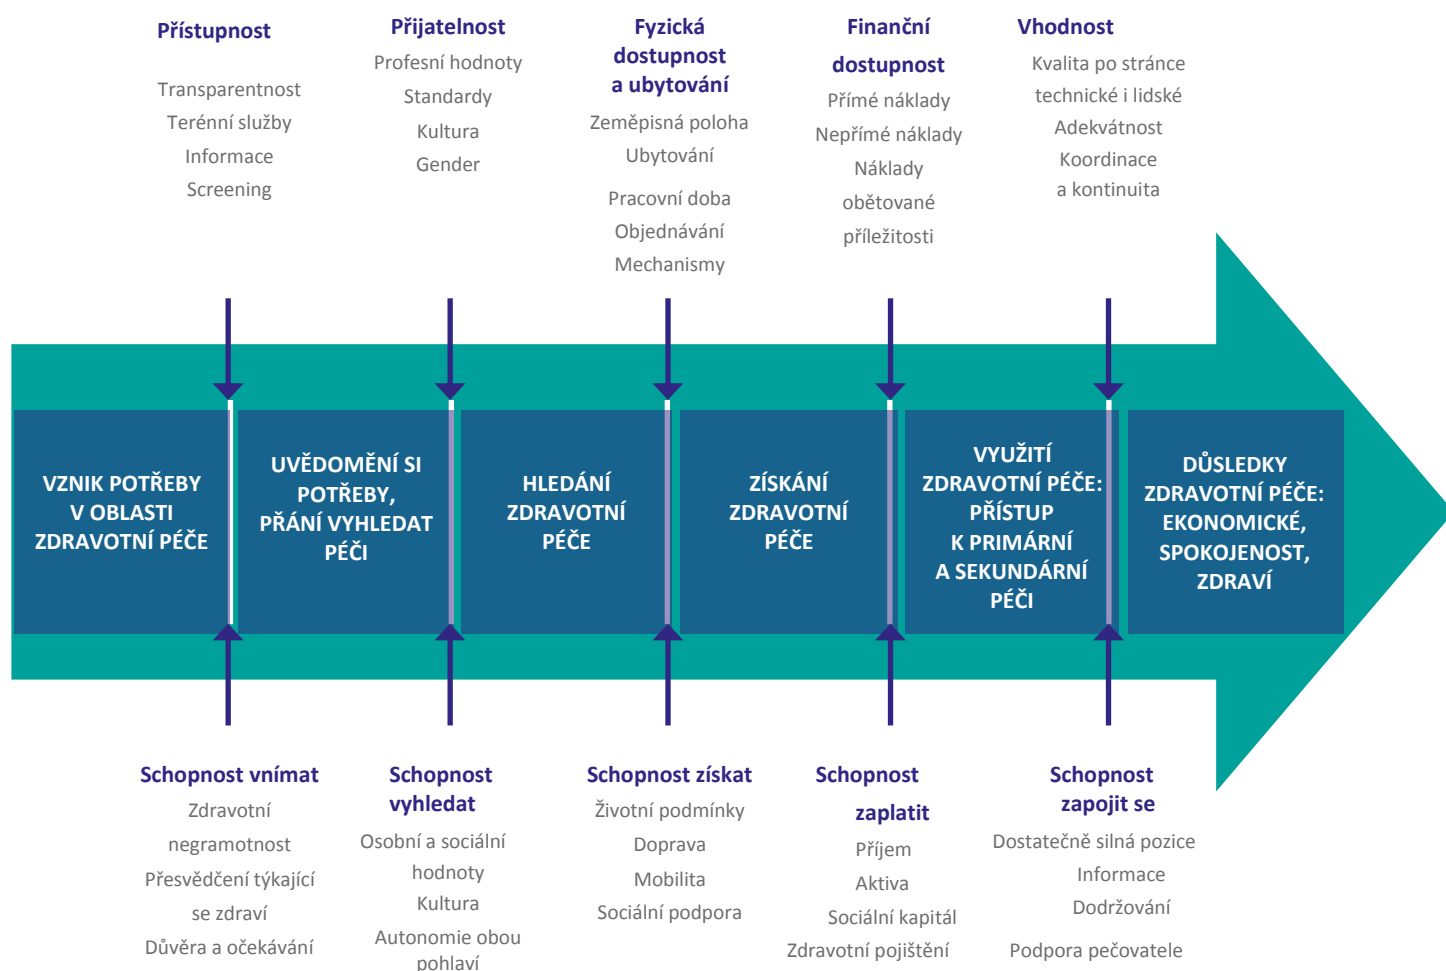 Přístupnost
Transparentnost
Terénní služby
Informace
Screening
Přijatelnost
Profesní hodnoty
Standardy
Kultura
Gender
Fyzická
dostupnost
a ubytování
Zeměpisná poloha
Ubytování
Pracovní doba
Objednávání
Mechanismy
Finanční
dostupnost
Přímé náklady
Nepřímé náklady
Náklady
obětované
příležitosti
Vhodnost
Kvalita po stránce
technické i lidské
Adekvátnost
Koordinace
a kontinuita
VZNIK POTŘEBY
V OBLASTI
ZDRAVOTNÍ PÉČE
UVĚDOMĚNÍ SI
POTŘEBY,
PŘÁNÍ VYHLEDAT
PÉČI
HLEDÁNÍ
ZDRAVOTNÍ
PÉČE
ZÍSKÁNÍ
ZDRAVOTNÍ
PÉČE
VYUŽITÍ
ZDRAVOTNÍ PÉČE:
PŘÍSTUP
K PRIMÁRNÍ
A SEKUNDÁRNÍ
PÉČI
DŮSLEDKY
ZDRAVOTNÍ PÉČE:
EKONOMICKÉ,
SPOKOJENOST,
ZDRAVÍ
Schopnost vnímat
Zdravotní
negramotnost
Přesvědčení týkající
se zdraví
Důvěra a očekávání
Schopnost
vyhledat
Osobní a sociální
hodnoty
Kultura
Autonomie obou
pohlaví
Schopnost získat
Životní podmínky
Doprava
Mobilita
Sociální podpora
Schopnost
zaplatit
Příjem
Aktiva
Sociální kapitál
Zdravotní pojištění
Schopnost
zapojit se
Dostatečně silná pozice
Informace
Dodržování
Podpora pečovatele